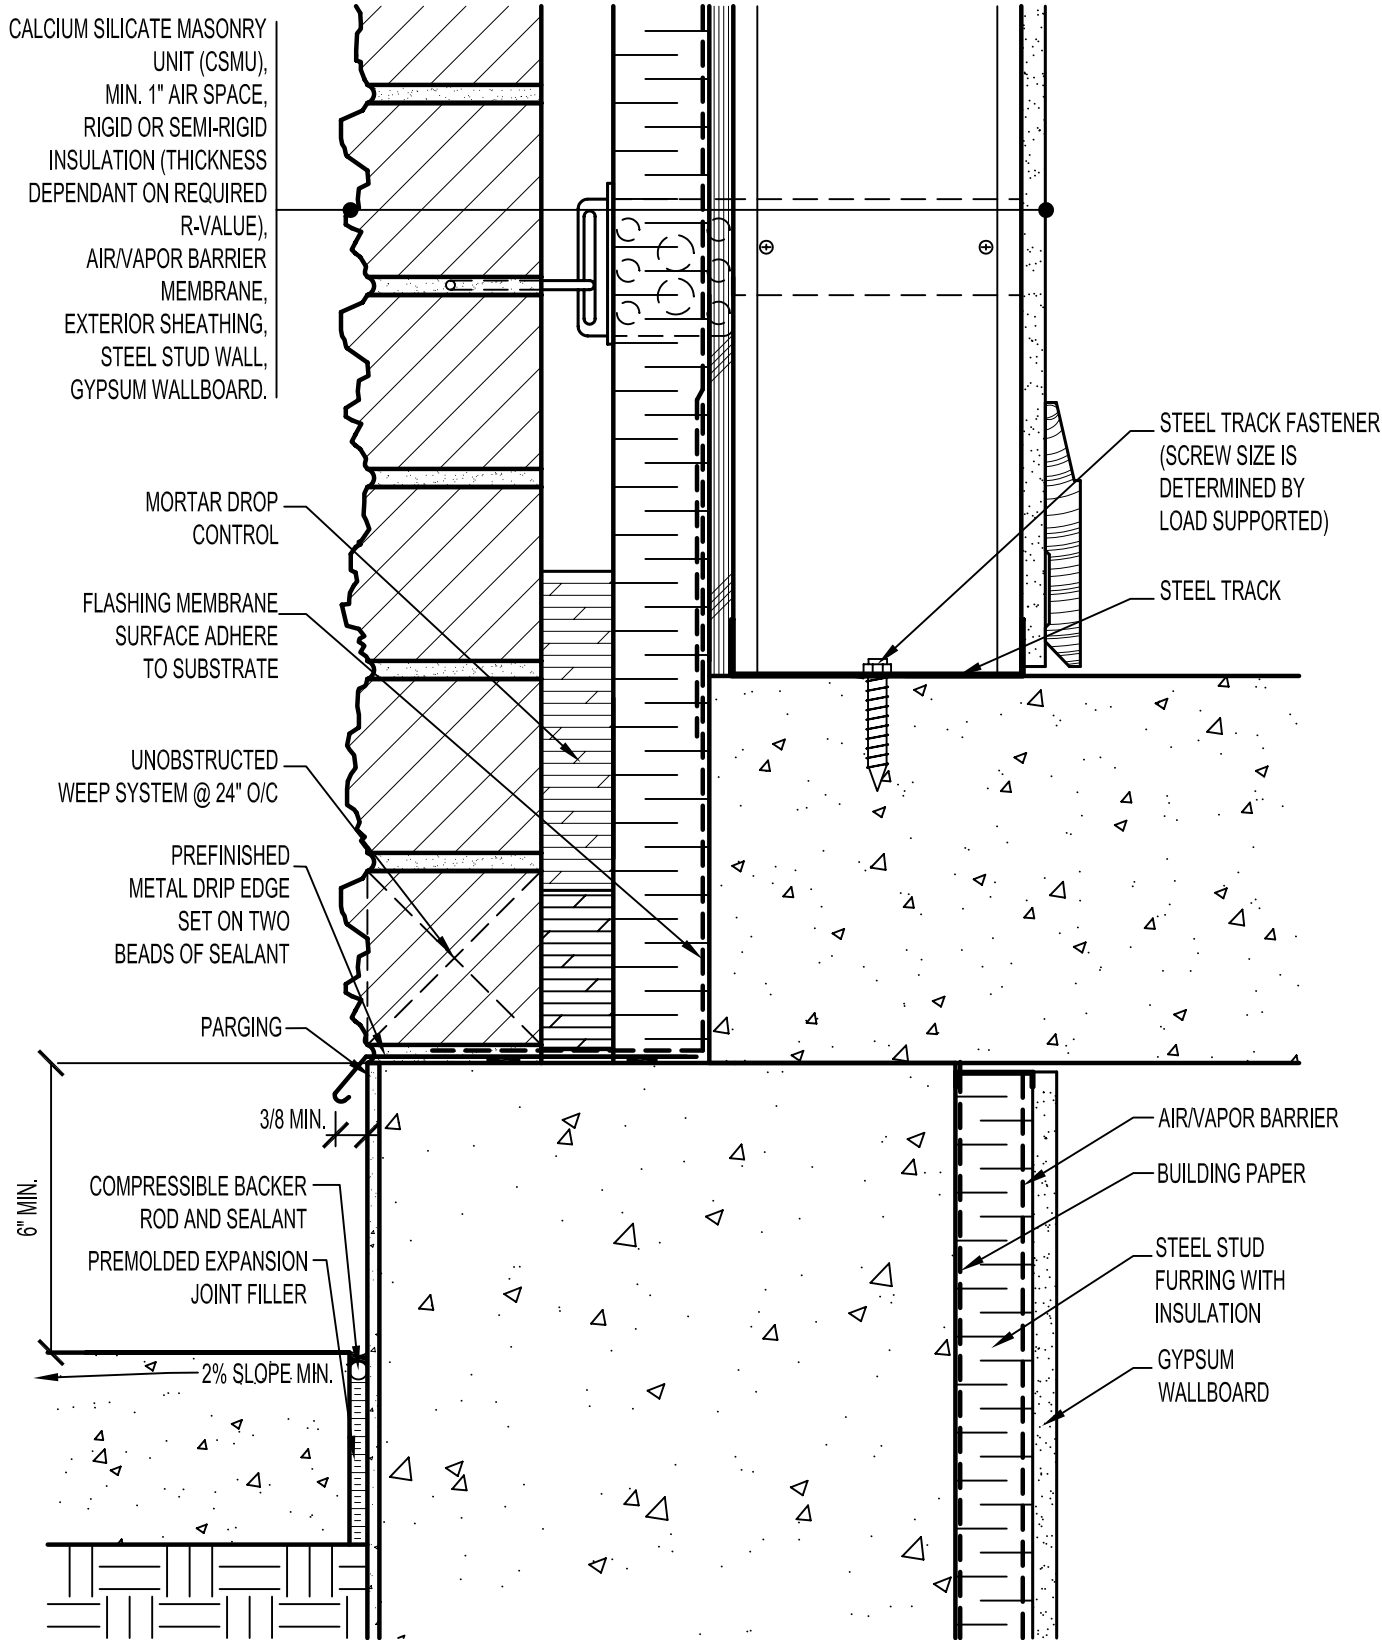 CALCIUM SILICATE MASONRY
UNIT (CSMU),
MIN. 1" AIR SPACE,
RIGID OR SEMI-RIGID
INSULATION (THICKNESS
DEPENDANT ON REQUIRED
R-VALUE),
AIR/VAPOR BARRIER
MEMBRANE,
EXTERIOR SHEATHING,
STEEL STUD WALL,
GYPSUM WALLBOARD.
MORTAR DROP
CONTROL
FLASHING MEMBRANE
SURFACE ADHERE
TO SUBSTRATE
UNOBSTRUCTED
WEEP SYSTEM @ 24" O/C
PREFINISHED
METAL DRIP EDGE
SET ON TWO
BEADS OF SEALANT
PARGING
3/8 MIN.
6" MIN.
COMPRESSIBLE BACKER
ROD AND SEALANT
PREMOLDED EXPANSION
JOINT FILLER
2% SLOPE MIN.
STEEL TRACK FASTENER
(SCREW SIZE IS
DETERMINED BY
LOAD SUPPORTED)
STEEL TRACK
AIR/VAPOR BARRIER
BUILDING PAPER
STEEL STUD
FURRING WITH
INSULATION
GYPSUM
WALLBOARD